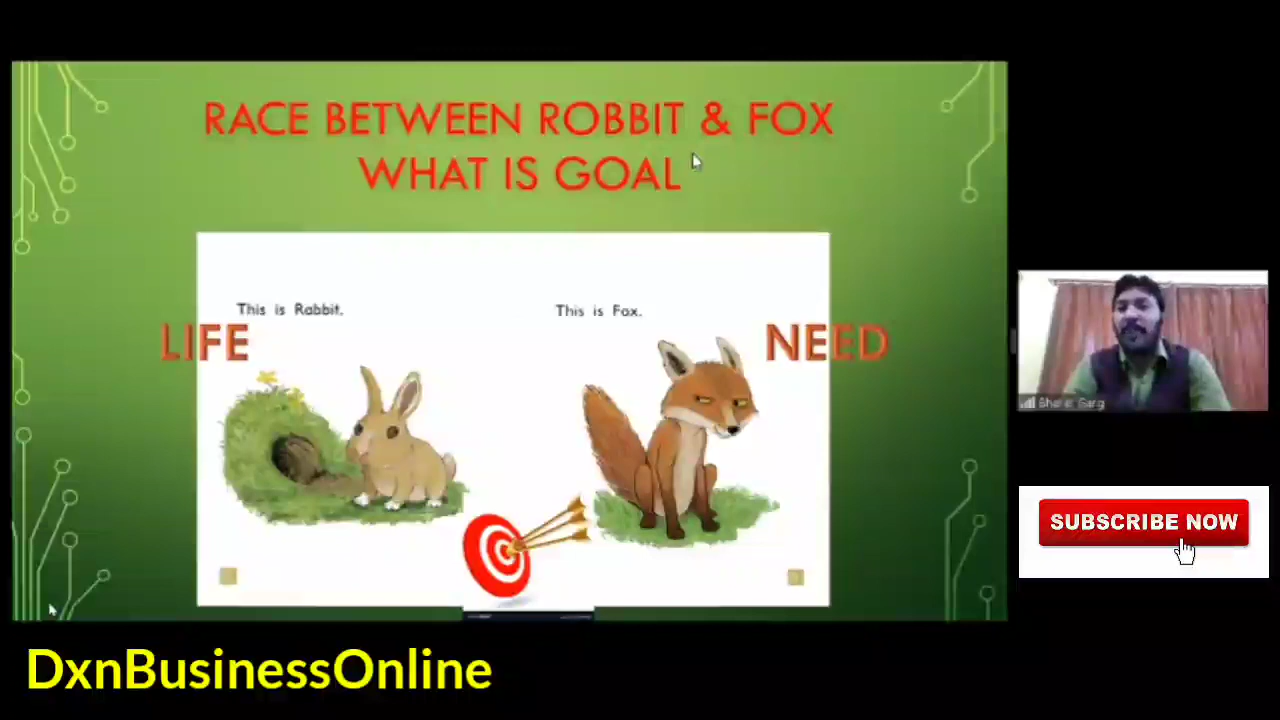 RACE BETWEEN ROBBIT & FOX
WHAT IS GOAL
This is Rabbit.
This is Fox.
LIFE
NEED
SUBSCRIBE NOW
DxnBusinessOnline